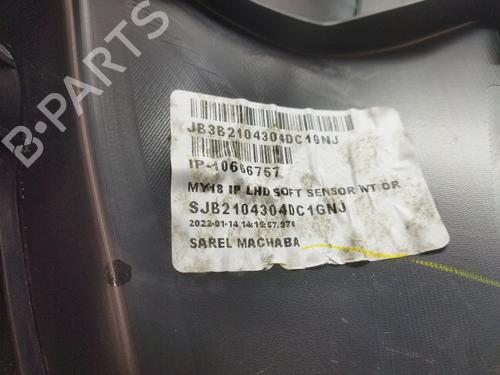 JB3B2104304DC1GNJ
IP-10666757
MY18 IP LHD SOFT SENSOR WT OR
SJB2104304DC1GNJ
2022-01-14 14:19:57.970
SAREL MACHABA
B-PARTS